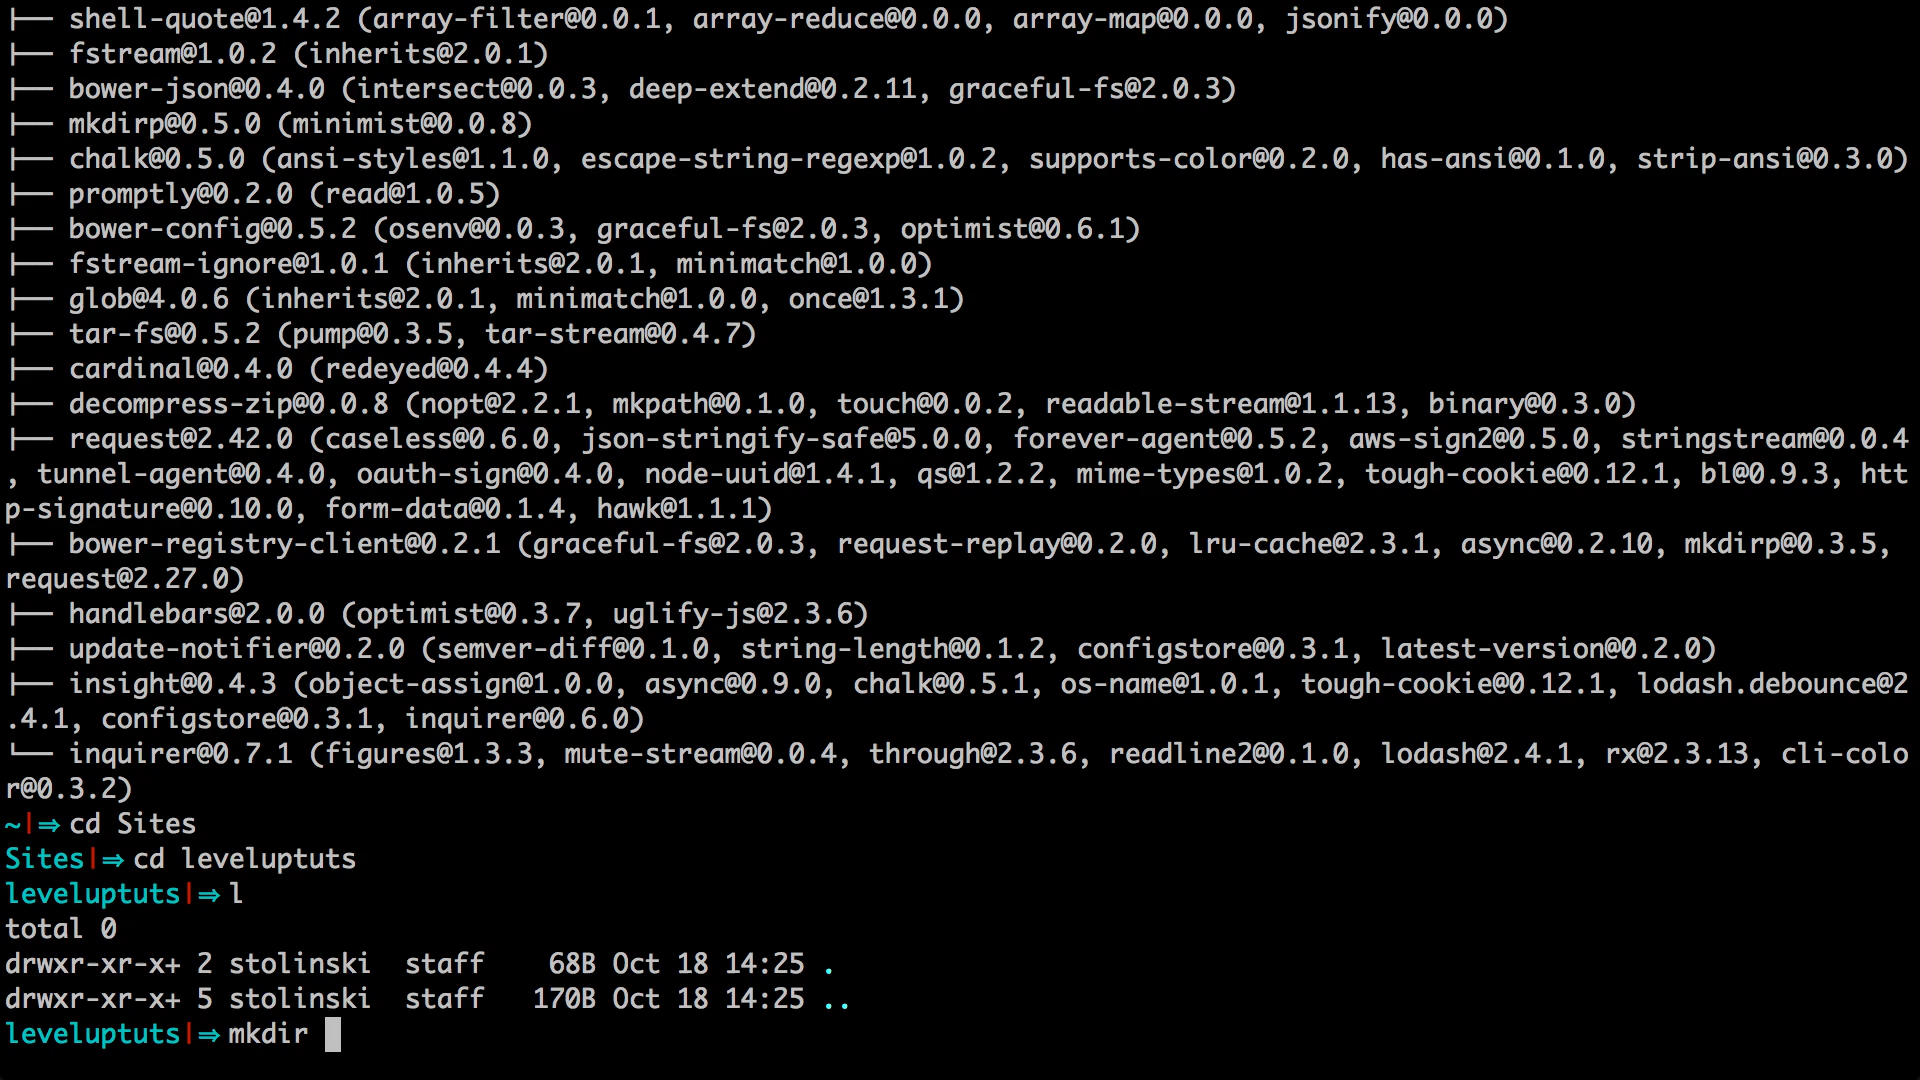 ├── shell-quote@1.4.2 (array-filter@0.0.1, array-reduce@0.0.0, array-map@0.0.0, jsonify@0.0.0)
├── fstream@1.0.2 (inherits@2.0.1)
├── bower-json@0.4.0 (intersect@0.0.3, deep-extend@0.2.11, graceful-fs@2.0.3)
├── mkdirp@0.5.0 (minimist@0.0.8)
├── chalk@0.5.0 (ansi-styles@1.1.0, escape-string-regexp@1.0.2, supports-color@0.2.0, has-ansi@0.1.0, strip-ansi@0.3.0)
├── promptly@0.2.0 (read@1.0.5)
├── bower-config@0.5.2 (osenv@0.0.3, graceful-fs@2.0.3, optimist@0.6.1)
├── fstream-ignore@1.0.1 (inherits@2.0.1, minimatch@1.0.0)
├── glob@4.0.6 (inherits@2.0.1, minimatch@1.0.0, once@1.3.1)
├── tar-fs@0.5.2 (pump@0.3.5, tar-stream@0.4.7)
├── cardinal@0.4.0 (redeyed@0.4.4)
├── decompress-zip@0.0.8 (nopt@2.2.1, mkpath@0.1.0, touch@0.0.2, readable-stream@1.1.13, binary@0.3.0)
├── request@2.42.0 (caseless@0.6.0, json-stringify-safe@5.0.0, forever-agent@0.5.2, aws-sign2@0.5.0, stringstream@0.0.4
, tunnel-agent@0.4.0, oauth-sign@0.4.0, node-uuid@1.4.1, qs@1.2.2, mime-types@1.0.2, tough-cookie@0.12.1, bl@0.9.3, htt
p-signature@0.10.0, form-data@0.1.4, hawk@1.1.1)
├── bower-registry-client@0.2.1 (graceful-fs@2.0.3, request-replay@0.2.0, lru-cache@2.3.1, async@0.2.10, mkdirp@0.3.5,
request@2.27.0)
├── handlebars@2.0.0 (optimist@0.3.7, uglify-js@2.3.6)
├── update-notifier@0.2.0 (semver-diff@0.1.0, string-length@0.1.2, configstore@0.3.1, latest-version@0.2.0)
├── insight@0.4.3 (object-assign@1.0.0, async@0.9.0, chalk@0.5.1, os-name@1.0.1, tough-cookie@0.12.1, lodash.debounce@2
.4.1, configstore@0.3.1, inquirer@0.6.0)
└── inquirer@0.7.1 (figures@1.3.3, mute-stream@0.0.4, through@2.3.6, readline2@0.1.0, lodash@2.4.1, rx@2.3.13, cli-colo
r@0.3.2)
~|⇒ cd Sites
Sites|⇒ cd leveluptuts
leveluptuts|⇒ l
total 0
drwxr-xr-x+ 2 stolinski  staff    68B Oct 18 14:25 .
drwxr-xr-x+ 5 stolinski  staff   170B Oct 18 14:25 ..
leveluptuts|⇒ mkdir